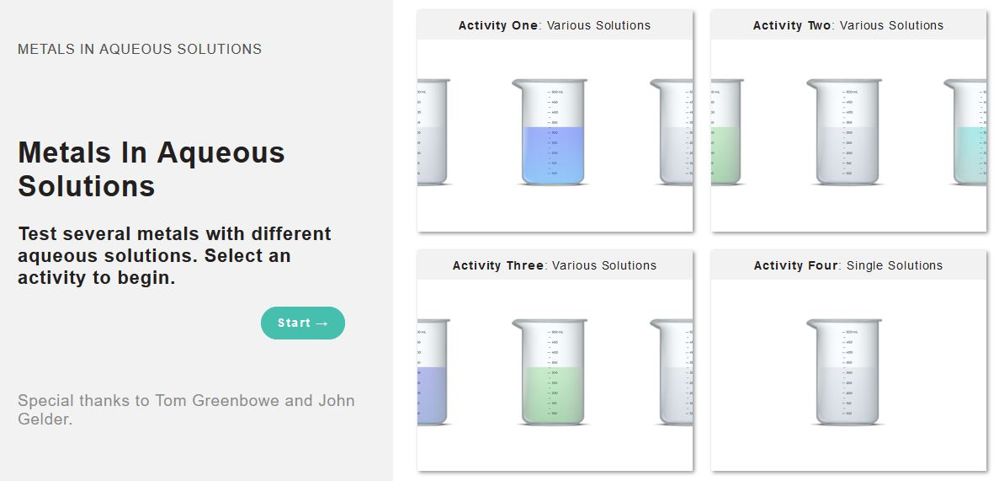 METALS IN AQUEOUS SOLUTIONS
Metals In Aqueous
Solutions
Test several metals with different
aqueous solutions. Select an
activity to begin.
Start →
Special thanks to Tom Greenbowe and John
Gelder.
Activity One: Various Solutions
Activity Two: Various Solutions
Activity Three: Various Solutions
Activity Four: Single Solutions